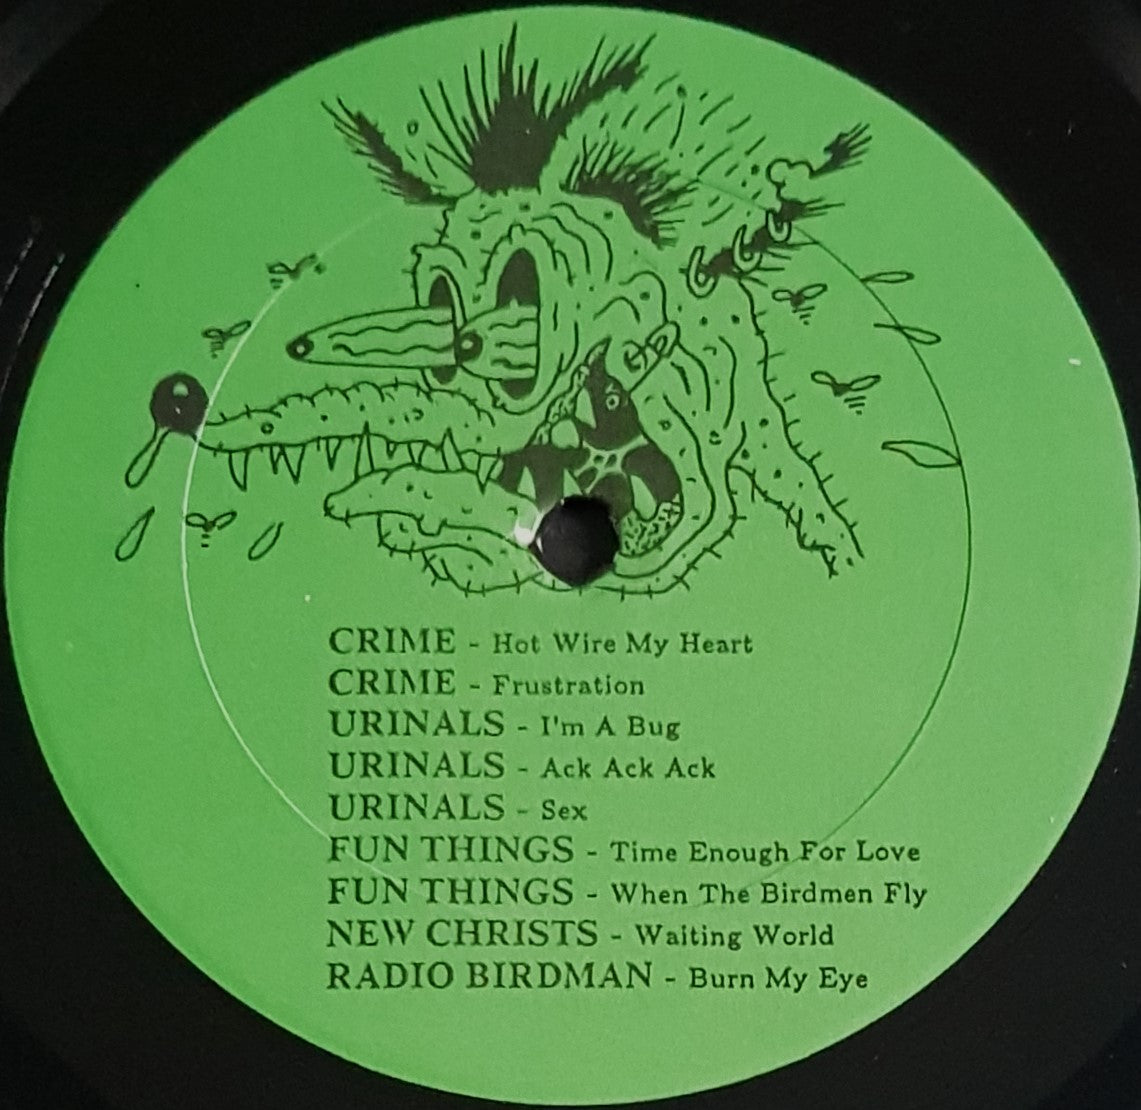 CRIME - Hot Wire My Heart
CRIME - Frustration
URINALS - I'm A Bug
URINALS - Ack Ack Ack
URINALS - Sex
FUN THINGS - Time Enough For Love
FUN THINGS - When The Birdmen Fly
NEW CHRISTS - Waiting World
RADIO BIRDMAN - Burn My Eye